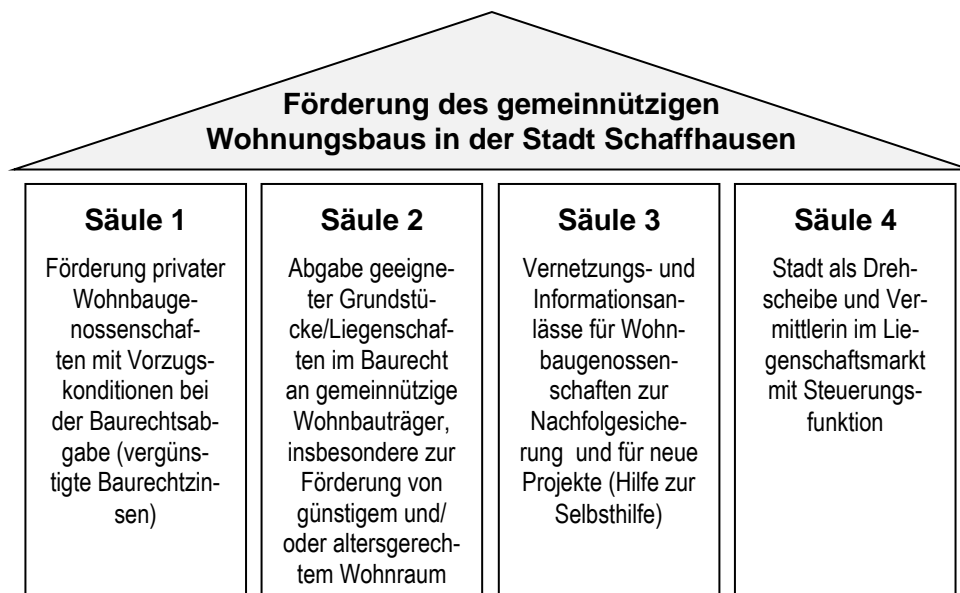 Förderung des gemeinnützigen
Wohnungsbaus in der Stadt Schaffhausen
Säule 1
Förderung privater
Wohnbauge-
nossenschaf-
ten mit Vorzugs-
konditionen bei
der Baurechtsab-
gabe (vergüns-
tigte Baurechtzin-
sen)
Säule 2
Abgabe geeigne-
ter Grundstü-
cke/Liegenschaf-
ten im Baurecht
an gemeinnützige
Wohnbauträger,
insbesondere zur
Förderung von
günstigem und/
oder altersgerech-
tem Wohnraum
Säule 3
Vernetzungs- und
Informationsan-
lässe für Wohn-
baugenossen-
schaften zur
Nachfolgesiche-
rung und für neue
Projekte (Hilfe zur
Selbsthilfe)
Säule 4
Stadt als Dreh-
scheibe und Ver-
mittlerin im Lie-
genschaftsmarkt
mit Steuerungs-
funktion